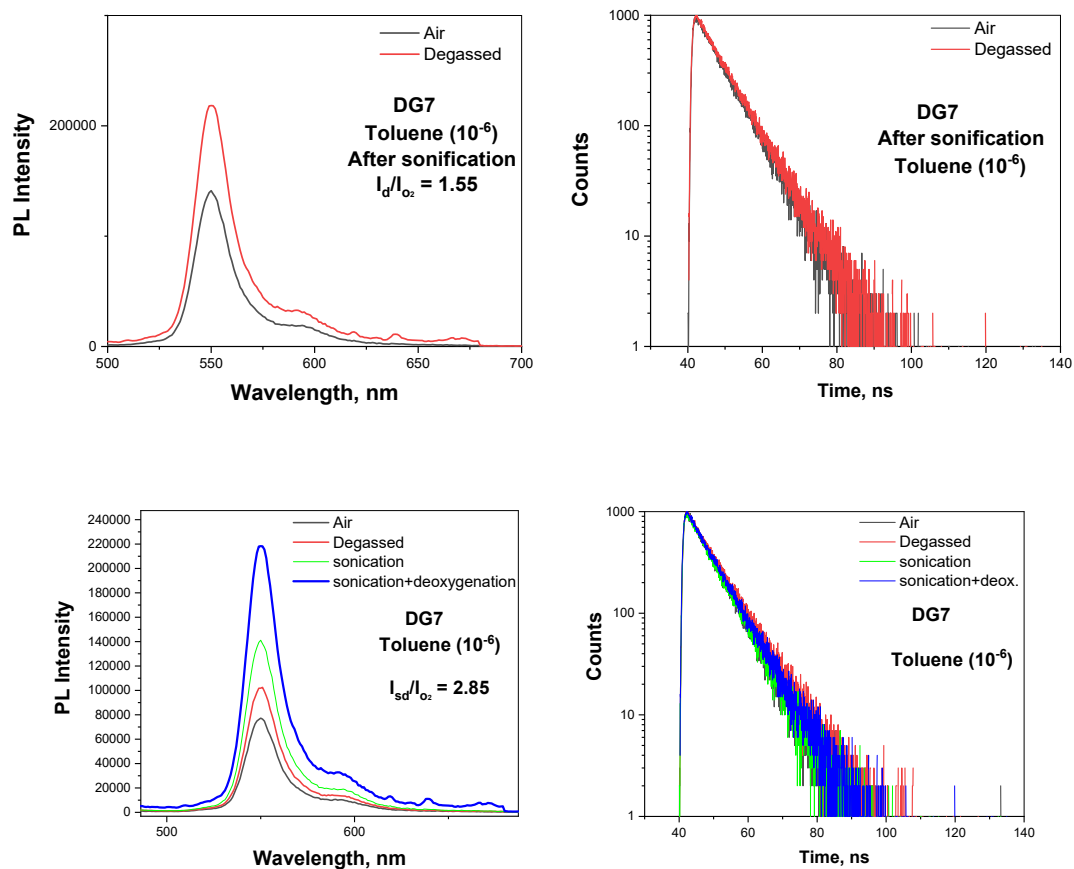 Air
Degassed
DG7
Toluene (10-6)
After sonification
Id/Io₂ = 1.55
200000
0
500
550
600
650
700
PL Intensity
Wavelength, nm
Air
Degassed
DG7
After sonification
Toluene (10-6)
1000
100
10
1
20
40
60
80
100
120
140
Counts
Time, ns
Air
Degassed
sonication
sonication+deoxygenation
DG7
Toluene (10-6)
Isd/Io₂ = 2.85
240000
220000
200000
180000
160000
140000
120000
100000
80000
60000
40000
20000
0
500
600
PL Intensity
Wavelength, nm
Air
Degassed
sonication
sonication+deox.
DG7
Toluene (10-6)
1000
100
10
1
40
60
80
100
120
140
Counts
Time, ns